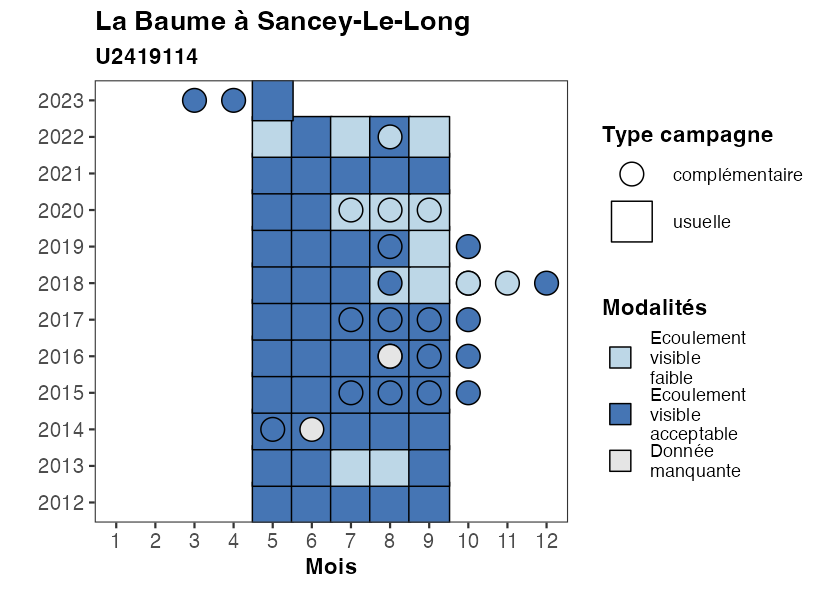 La Baume à Sancey-Le-Long
U2419114
2023
2022
2021
2020
2019
2018
2017
2016
2015
2014
2013
2012
1 2 3 4 5 6 7 8 9 10 11 12
Mois
Type campagne
complémentaire
usuelle
Modalités
Ecoulement
visible
faible
Ecoulement
visible
acceptable
Donnée
manquante